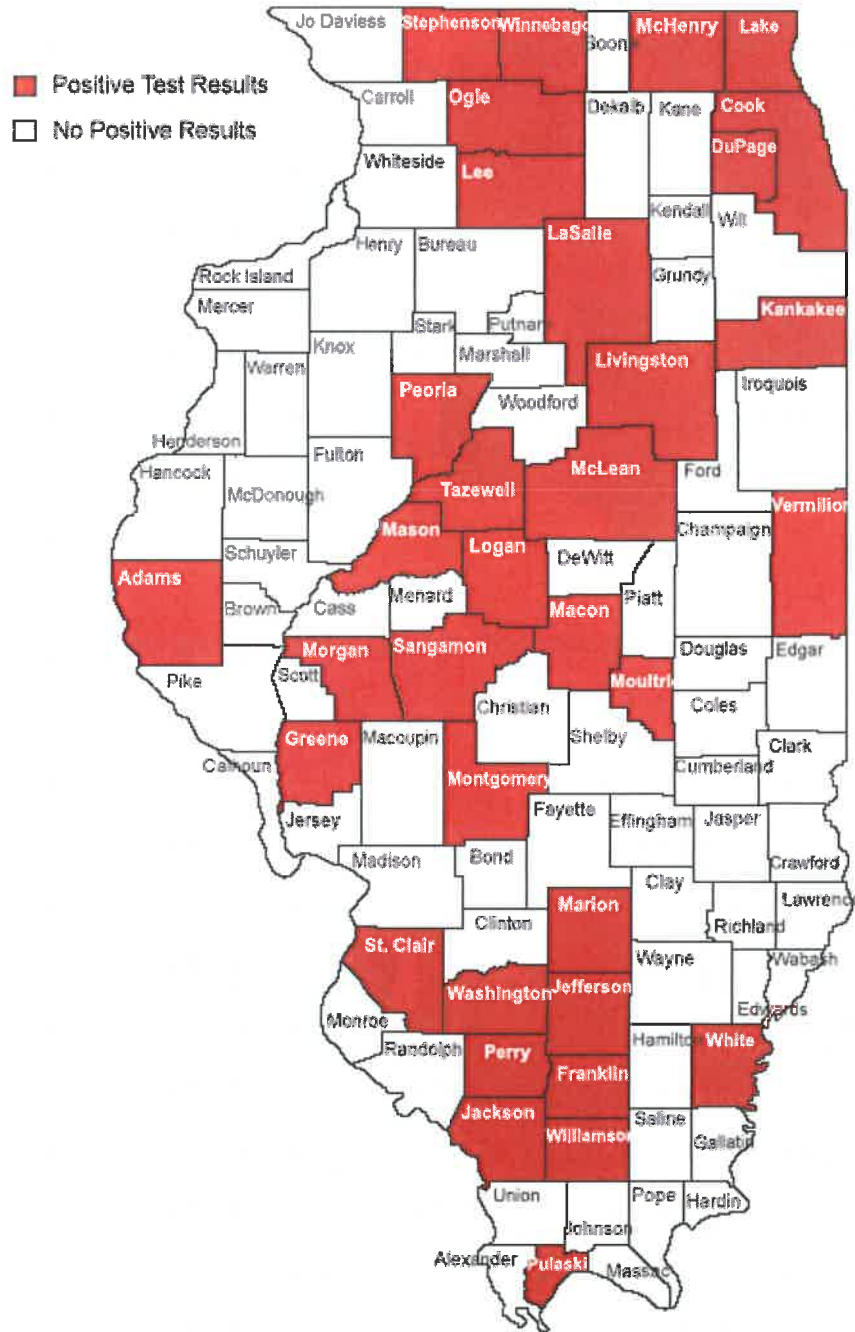 Jo Daviess
Stephenson
Winnebago
Boone
McHenry
Lake
Positive Test Results
No Positive Results
Carroll
Ogle
Dekalb
Kane
Cook
DuPage
Whiteside
Lee
Kendall
Will
Henry
Bureau
LaSalle
Rock Island
Grundy
Mercer
Kankakee
Stark
Putnam
Knox
Marshall
Livingston
Warren
Peoria
Woodford
Iroquois
Henderson
Fulton
Hancock
McLean
Ford
McDonough
Tazewell
Vermilion
Mason
Champaign
Logan
Schuyler
DeWitt
Adams
Piatt
Brown
Cass
Menard
Macon
Morgan
Sangamon
Douglas
Edgar
Pike
Scott
Moultrie
Christian
Coles
Greene
Macoupin
Shelby
Clark
Calhoun
Cumberland
Montgomery
Fayette
Jersey
Effingham
Jasper
Madison
Bond
Crawford
Clay
Marion
Lawrence
Clinton
Richland
St. Clair
Wayne
Wabash
Washington
Jefferson
Edwards
Monroe
Randolph
Hamilton
White
Perry
Franklin
Jackson
Saline
Williamson
Gallatin
Union
Pope
Hardin
Johnson
Alexander
Pulaski
Massac